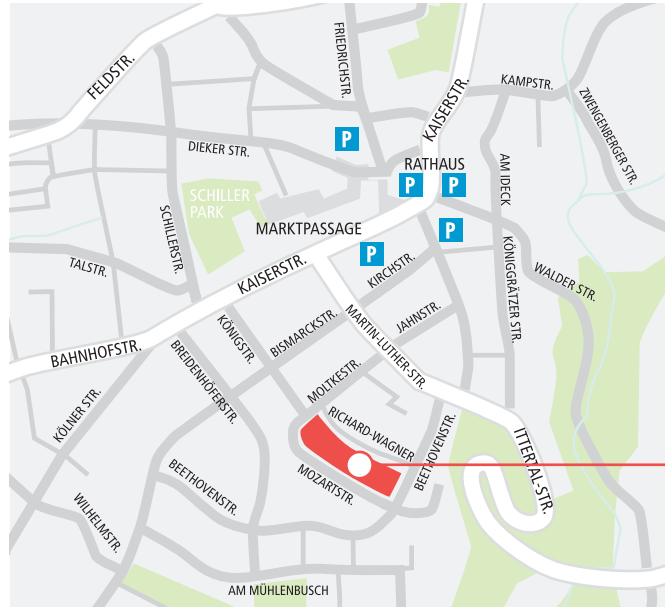 FRIEDRICHSTR.
FELDSTR.
KAISERSTR.
KAMPSTR.
ZWENGENBERGER STR.
P
DIEKER STR.
RATHAUS
AM IDECK
P
P
SCHILLER
PARK
SCHILLERSTR.
MARKTPASSAGE
P
P
KIRCHSTR.
KÖNIGGRÄTZER STR.
WALDER STR.
TALSTR.
KAISERSTR.
KÖNIGSTR.
BISMARCKSTR.
JAHNSTR.
MARTIN-LUTHER-STR.
BAHNHOFSTR.
BREIDENHÖFERSTR.
MOLTKESTR.
KÖLNER STR.
RICHARD-WAGNER
BEETHOVENSTR.
ITTERTAL-STR.
BEETHOVENSTR.
MOZARTSTR.
WILHELMSTR.
AM MÜHLENBUSCH